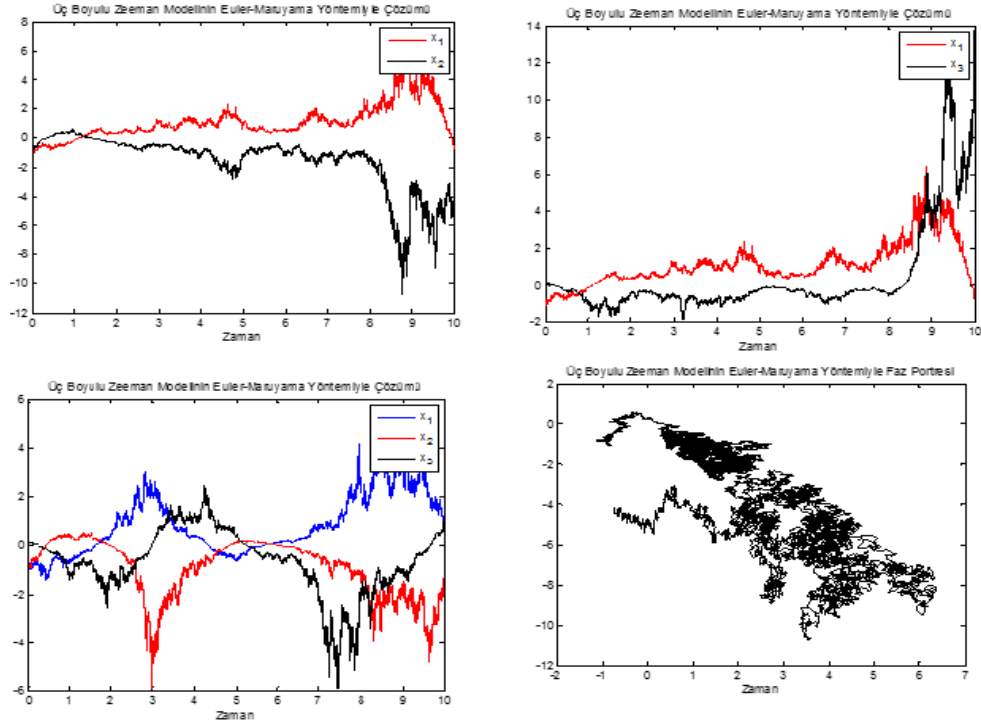 Üç Boyulu Zeeman Modelinin Euler-Maruyama Yöntemiyle Çözümü
8
6
4
2
0
-2
-4
-6
-8
-10
-12
x1
x2
0 1 2 3 4 5 6 7 8 9 10
Zaman
Üç Boyulu Zeeman Modelinin Euler-Maruyama Yöntemiyle Çözümü
14
12
10
8
6
4
2
0
-2
x1
x3
0 1 2 3 4 5 6 7 8 9 10
Zaman
Üç Boyulu Zeeman Modelinin Euler-Maruyama Yöntemiyle Çözümü
6
4
2
0
-2
-4
-6
x1
x2
x3
0 1 2 3 4 5 6 7 8 9 10
Zaman
Üç Boyulu Zeeman Modelinin Euler-Maruyama Yöntemiyle Faz Portresi
2
0
-2
-4
-6
-8
-10
-12
-2 -1 0 1 2 3 4 5 6 7
Zaman